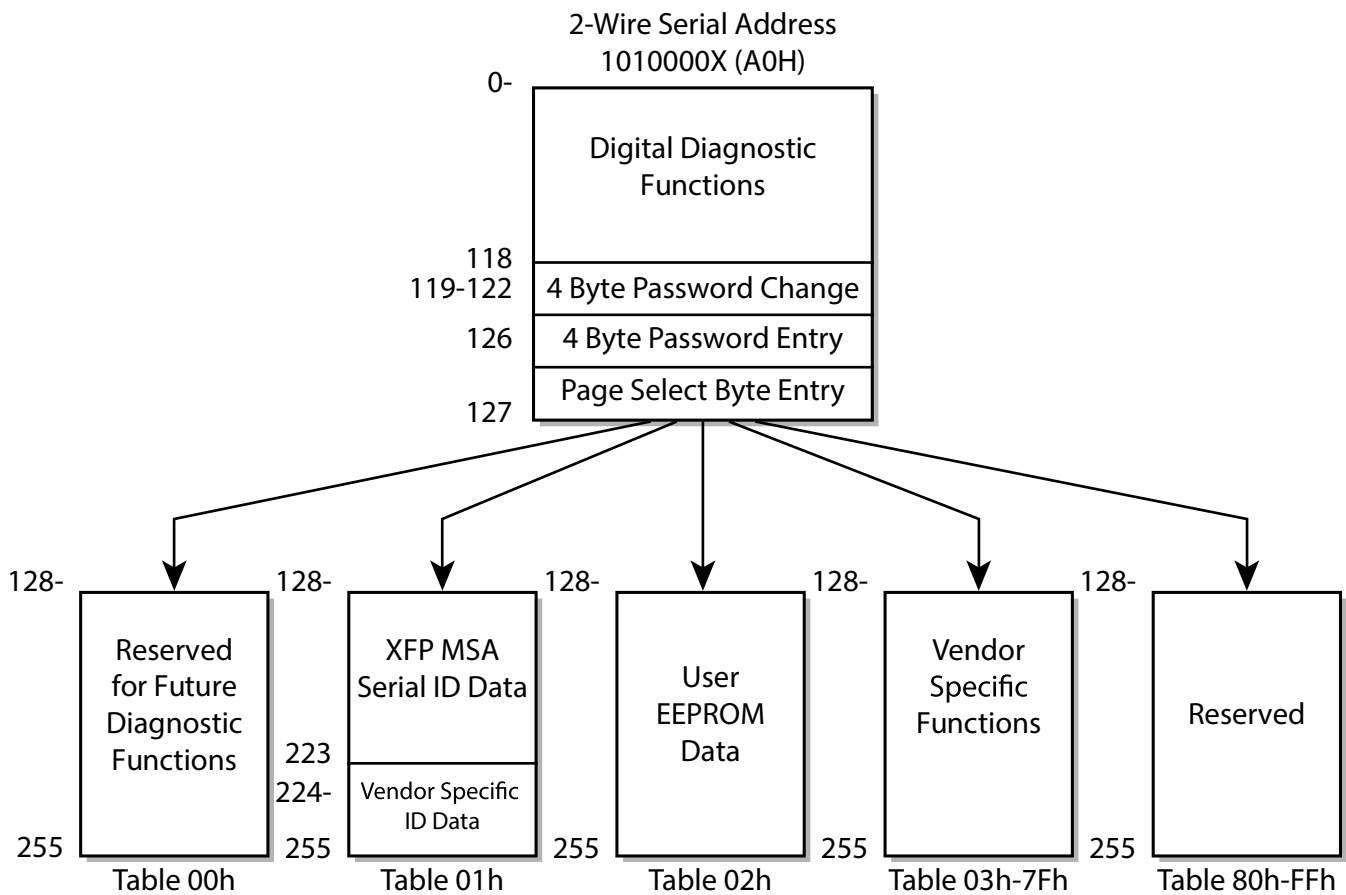 2-Wire Serial Address
1010000X (A0H)
0-
Digital Diagnostic
Functions
118
119-122
4 Byte Password Change
126
4 Byte Password Entry
Page Select Byte Entry
127
128-
Reserved
for Future
Diagnostic
Functions
255
Table 00h
128-
XFP MSA
Serial ID Data
223
224-
Vendor Specific
ID Data
255
Table 01h
128-
User
EEPROM
Data
255
Table 02h
128-
Vendor
Specific
Functions
255
Table 03h-7Fh
128-
Reserved
255
Table 80h-FFh